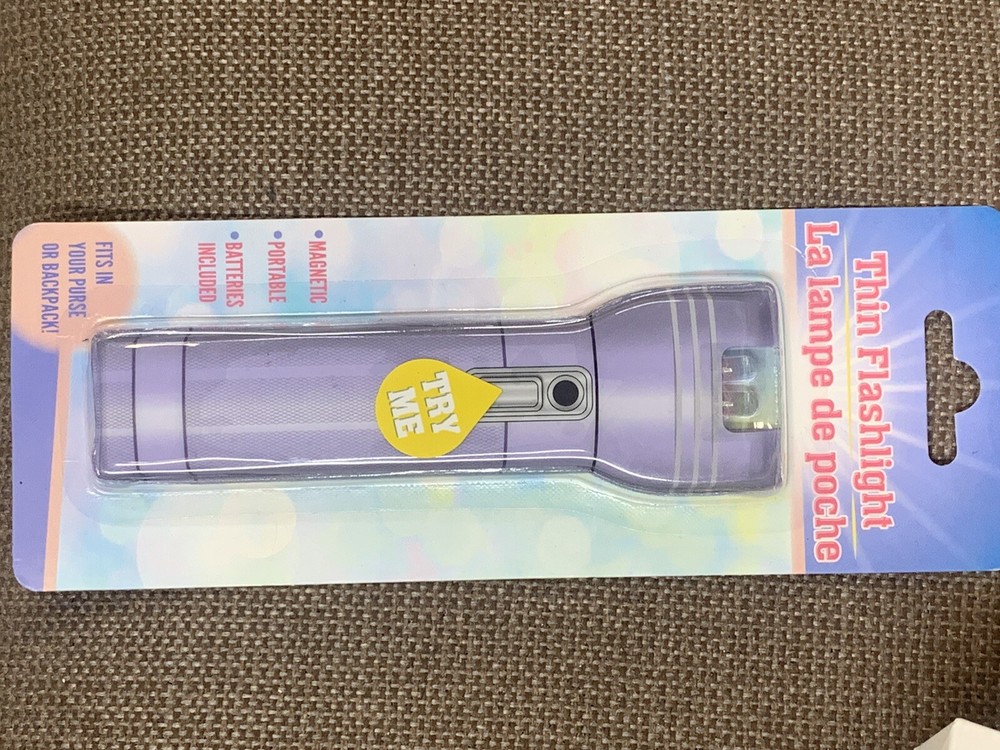 Thin Flashlight
La lampe de poche
• MAGNETIC
• PORTABLE
• BATTERIES
INCLUDED
TRY
ME
FITS IN
YOUR PURSE
OR BACKPACK!